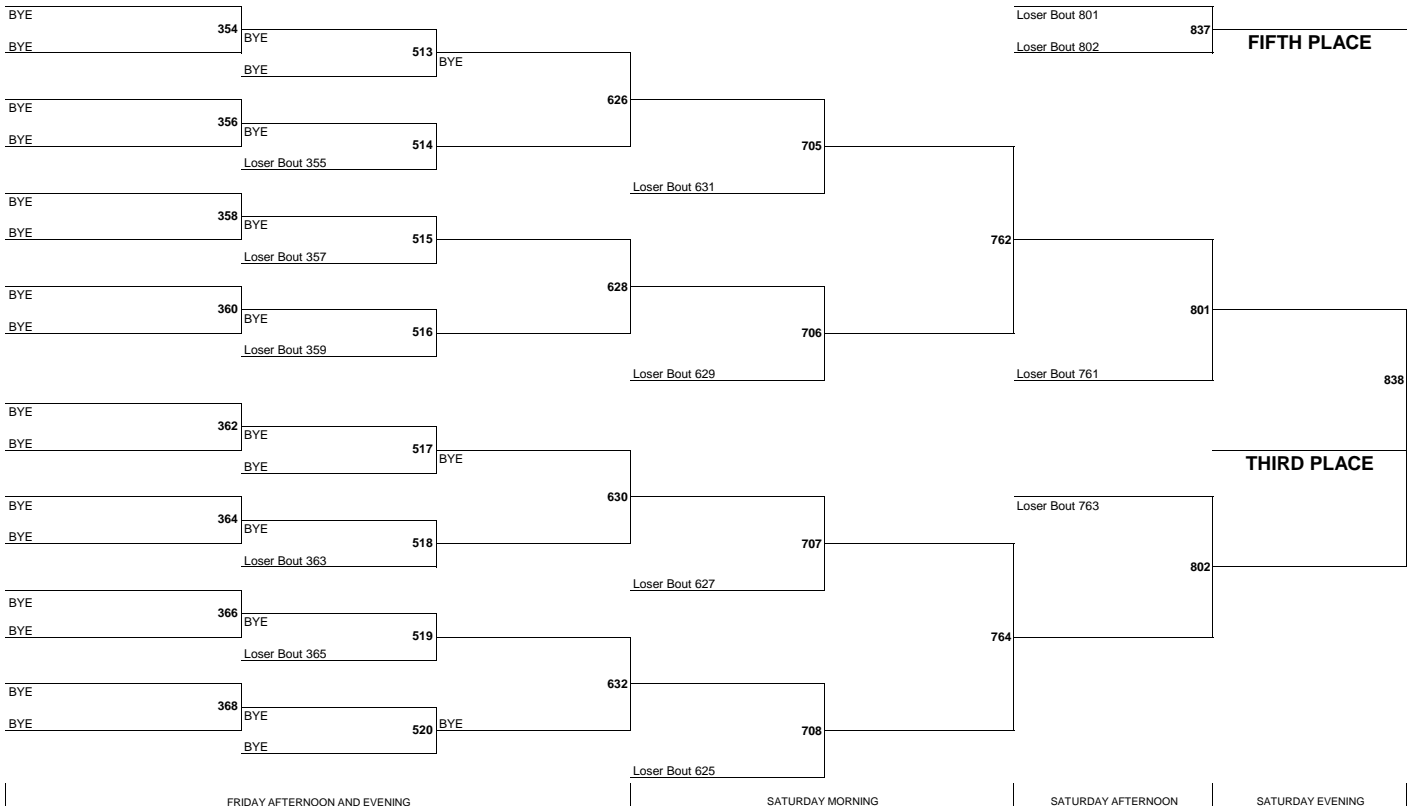 BYE
354
BYE
BYE
513
BYE
BYE
BYE
356
BYE
BYE
514
Loser Bout 355
626
BYE
358
BYE
BYE
515
Loser Bout 357
BYE
360
BYE
BYE
516
Loser Bout 359
628
705
Loser Bout 631
706
Loser Bout 629
762
BYE
362
BYE
BYE
517
BYE
BYE
BYE
364
BYE
BYE
518
Loser Bout 363
630
BYE
366
BYE
BYE
519
Loser Bout 365
BYE
368
BYE
BYE
520
BYE
BYE
632
707
Loser Bout 627
708
Loser Bout 625
764
Loser Bout 801
837
Loser Bout 802
FIFTH PLACE
801
Loser Bout 761
838
THIRD PLACE
Loser Bout 763
802
FRIDAY AFTERNOON AND EVENING
SATURDAY MORNING
SATURDAY AFTERNOON
SATURDAY EVENING